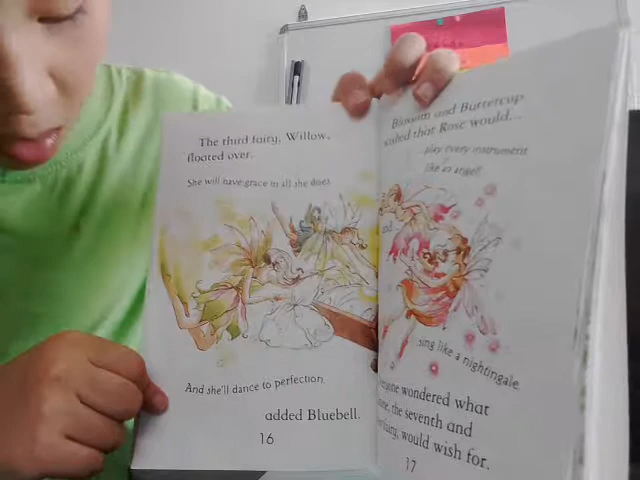 The third fairy, Willow,
floated over.
She will have grace in all she does.
And she'll dance to perfection,
added Bluebell.
16
Blossom and Buttercup
wished that Rose would...
play every instrument
like an angel
and...
sing like a nightingale.
wondered what
the seventh and
fairy, would wish for.
17